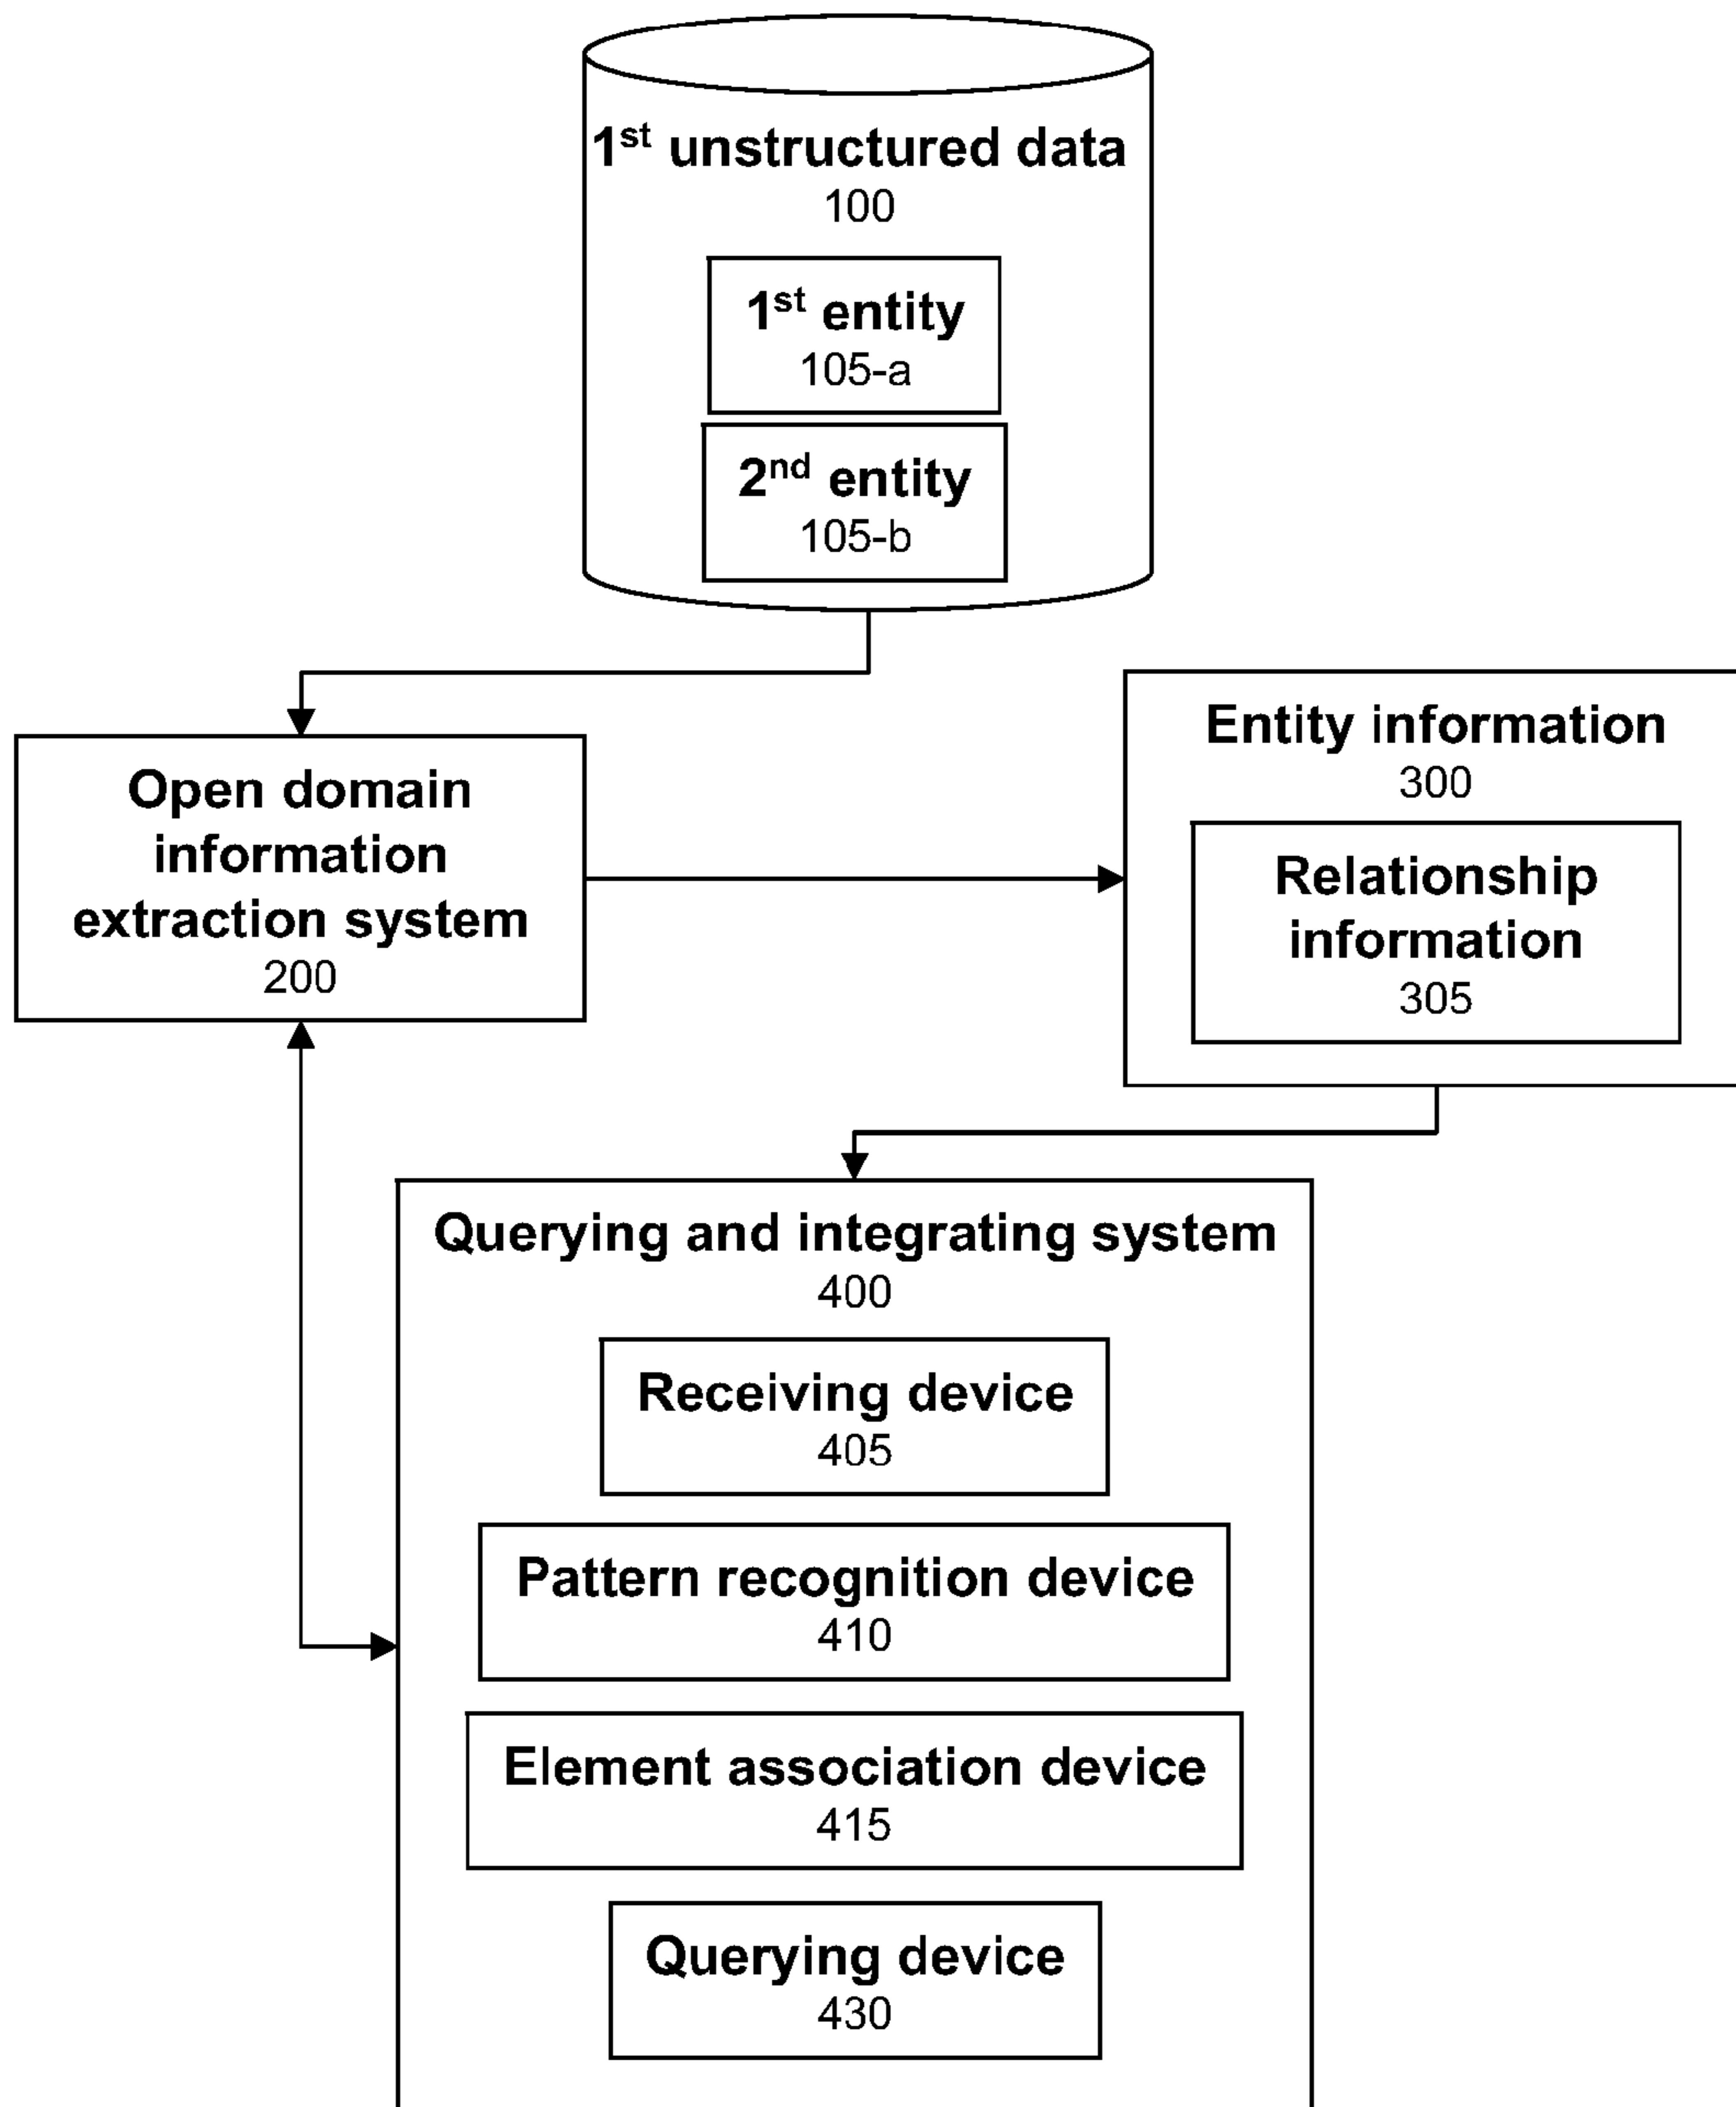 1st unstructured data
100
1st entity
105-a
2nd entity
105-b
Open domain
information
extraction system
200
Entity information
300
Relationship
information
305
Querying and integrating system
400
Receiving device
405
Pattern recognition device
410
Element association device
415
Querying device
430